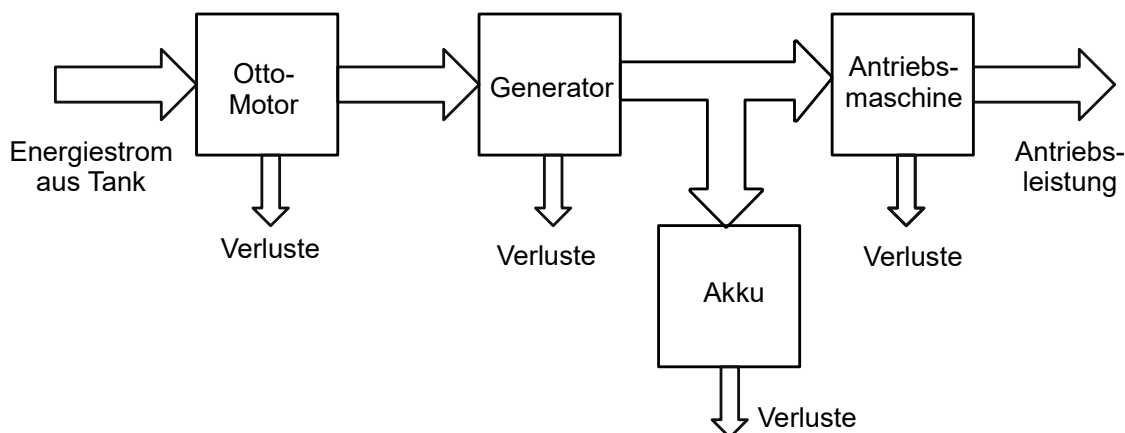 Otto-
Motor
Generator
Antriebs-
maschine
Energiestrom
aus Tank
Antriebs-
leistung
Verluste
Verluste
Verluste
Akku
Verluste